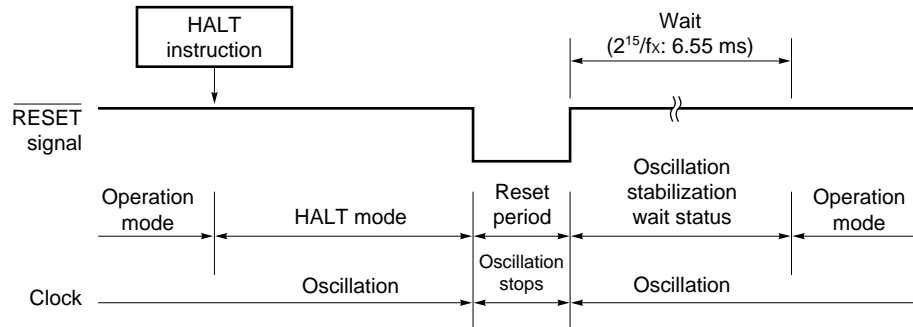 HALT
instruction
Wait
(2¹⁵/fX: 6.55 ms)
RESET
signal
Operation
mode
HALT mode
Reset
period
Oscillation
stabilization
wait status
Operation
mode
Clock
Oscillation
Oscillation
stops
Oscillation